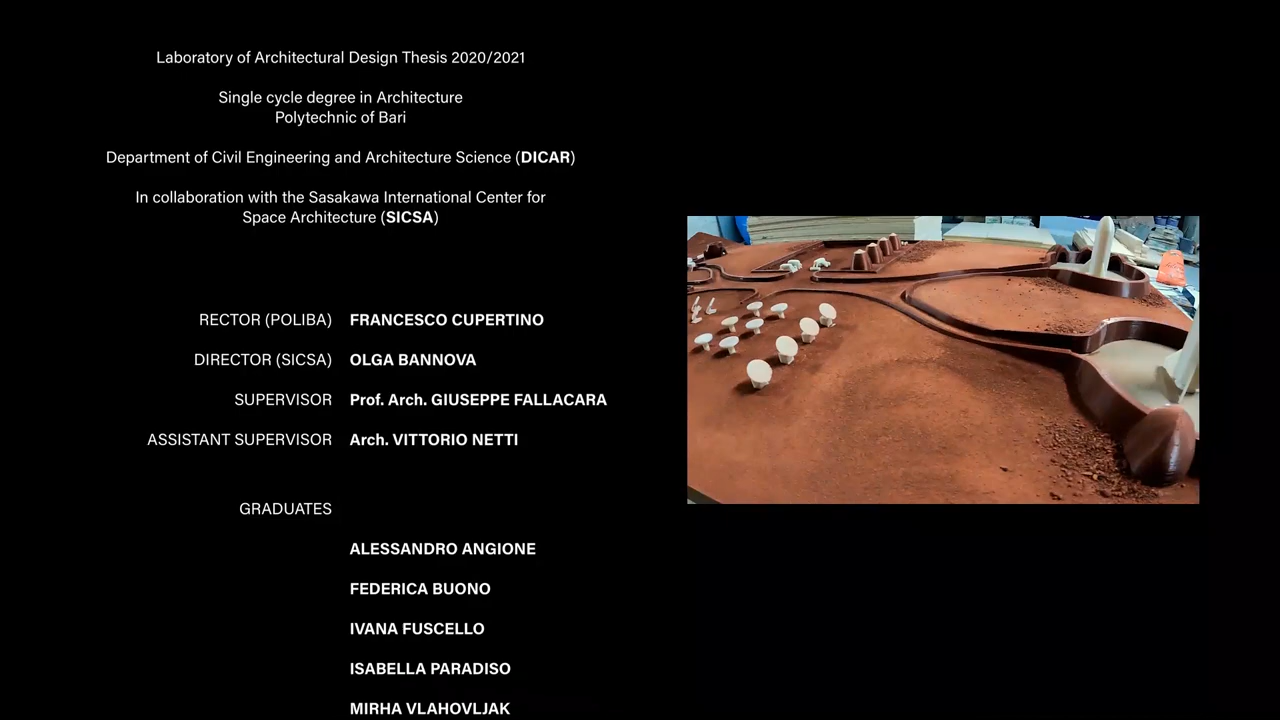 Laboratory of Architectural Design Thesis 2020/2021
Single cycle degree in Architecture
Polytechnic of Bari
Department of Civil Engineering and Architecture Science (DICAR)
In collaboration with the Sasakawa International Center for
Space Architecture (SICSA)
RECTOR (POLIBA) FRANCESCO CUPERTINO
DIRECTOR (SICSA) OLGA BANNOVA
SUPERVISOR Prof. Arch. GIUSEPPE FALLACARA
ASSISTANT SUPERVISOR Arch. VITTORIO NETTI
GRADUATES
ALESSANDRO ANGIONE
FEDERICA BUONO
IVANA FUSCELLO
ISABELLA PARADISO
MIRHA VLAHOVLJAK